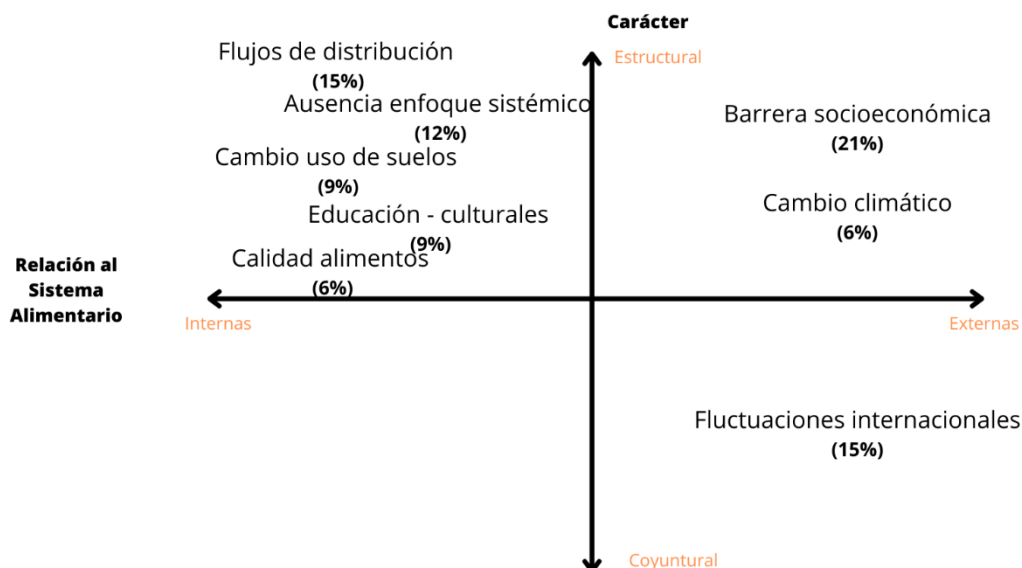 Carácter
Estructural
Flujos de distribución
(15%)
Ausencia enfoque sistémico
(12%)
Cambio uso de suelos
(9%)
Educación - culturales
(9%)
Calidad alimentos
(6%)
Barrera socioeconómica
(21%)
Cambio climático
(6%)
Relación al
Sistema
Alimentario
Internas
Externas
Fluctuaciones internacionales
(15%)
Coyuntural